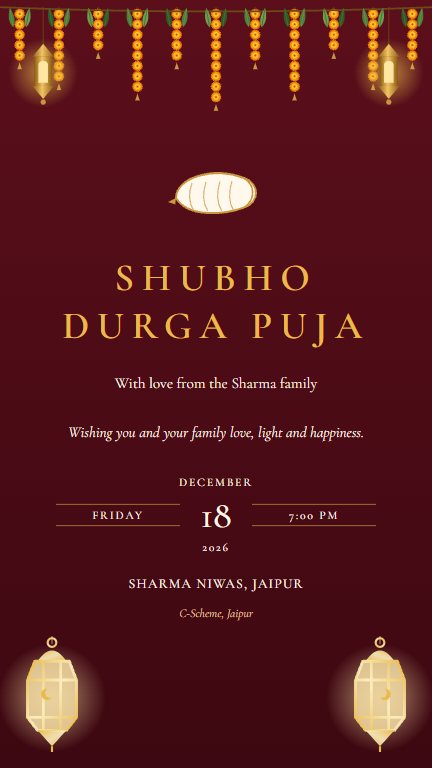 SHUBHO
DURGA PUJA
With love from the Sharma family
Wishing you and your family love, light and happiness.
DECEMBER
FRIDAY 18 7:00 PM
2026
SHARMA NIWAS, JAIPUR
C-Scheme, Jaipur